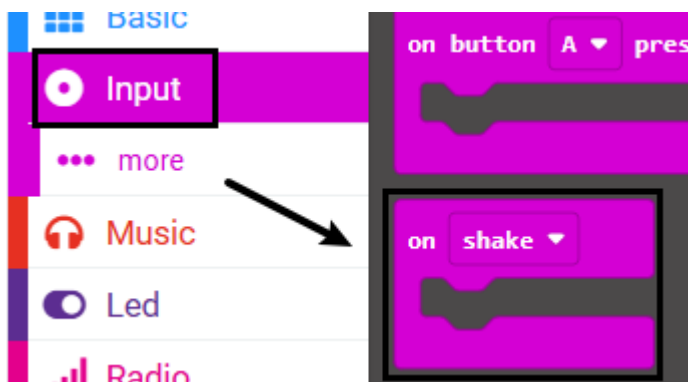 Basic
Input
more
Music
Led
Radio
on button A pres
on shake